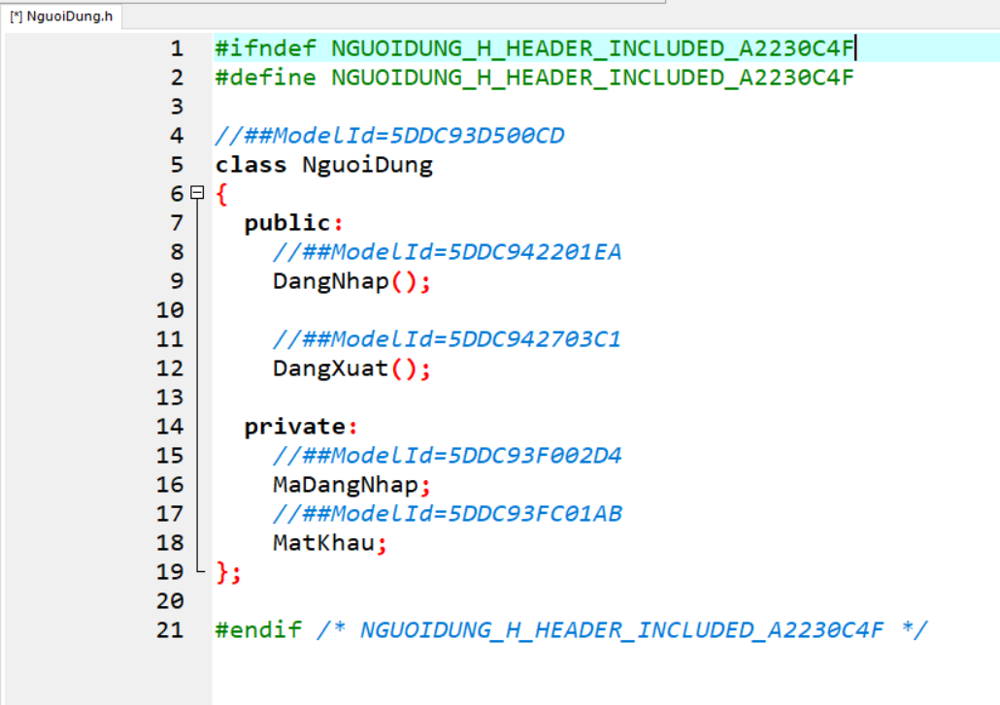 [*] NguoiDung.h
1 #ifndef NGUOIDUNG_H_HEADER_INCLUDED_A2230C4F
2 #define NGUOIDUNG_H_HEADER_INCLUDED_A2230C4F
3
4 //##ModelId=5DDC93D500CD
5 class NguoiDung
6 {
7 public:
8 //##ModelId=5DDC942201EA
9 DangNhap();
10
11 //##ModelId=5DDC942703C1
12 DangXuat();
13
14 private:
15 //##ModelId=5DDC93F002D4
16 MaDangNhap;
17 //##ModelId=5DDC93FC01AB
18 MatKhau;
19 };
20
21 #endif /* NGUOIDUNG_H_HEADER_INCLUDED_A2230C4F */